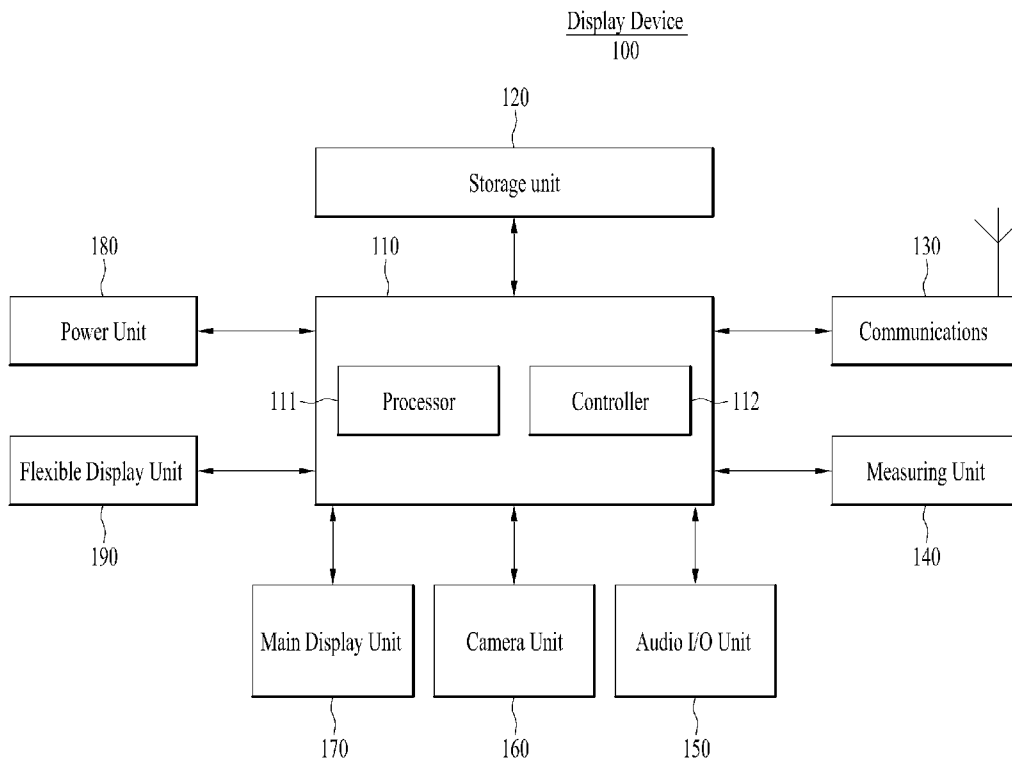 Display Device
100
120
Storage unit
180
110
130
Power Unit
Communications
111
Processor
Controller
112
Flexible Display Unit
Measuring Unit
190
140
Main Display Unit
Camera Unit
Audio I/O Unit
170
160
150